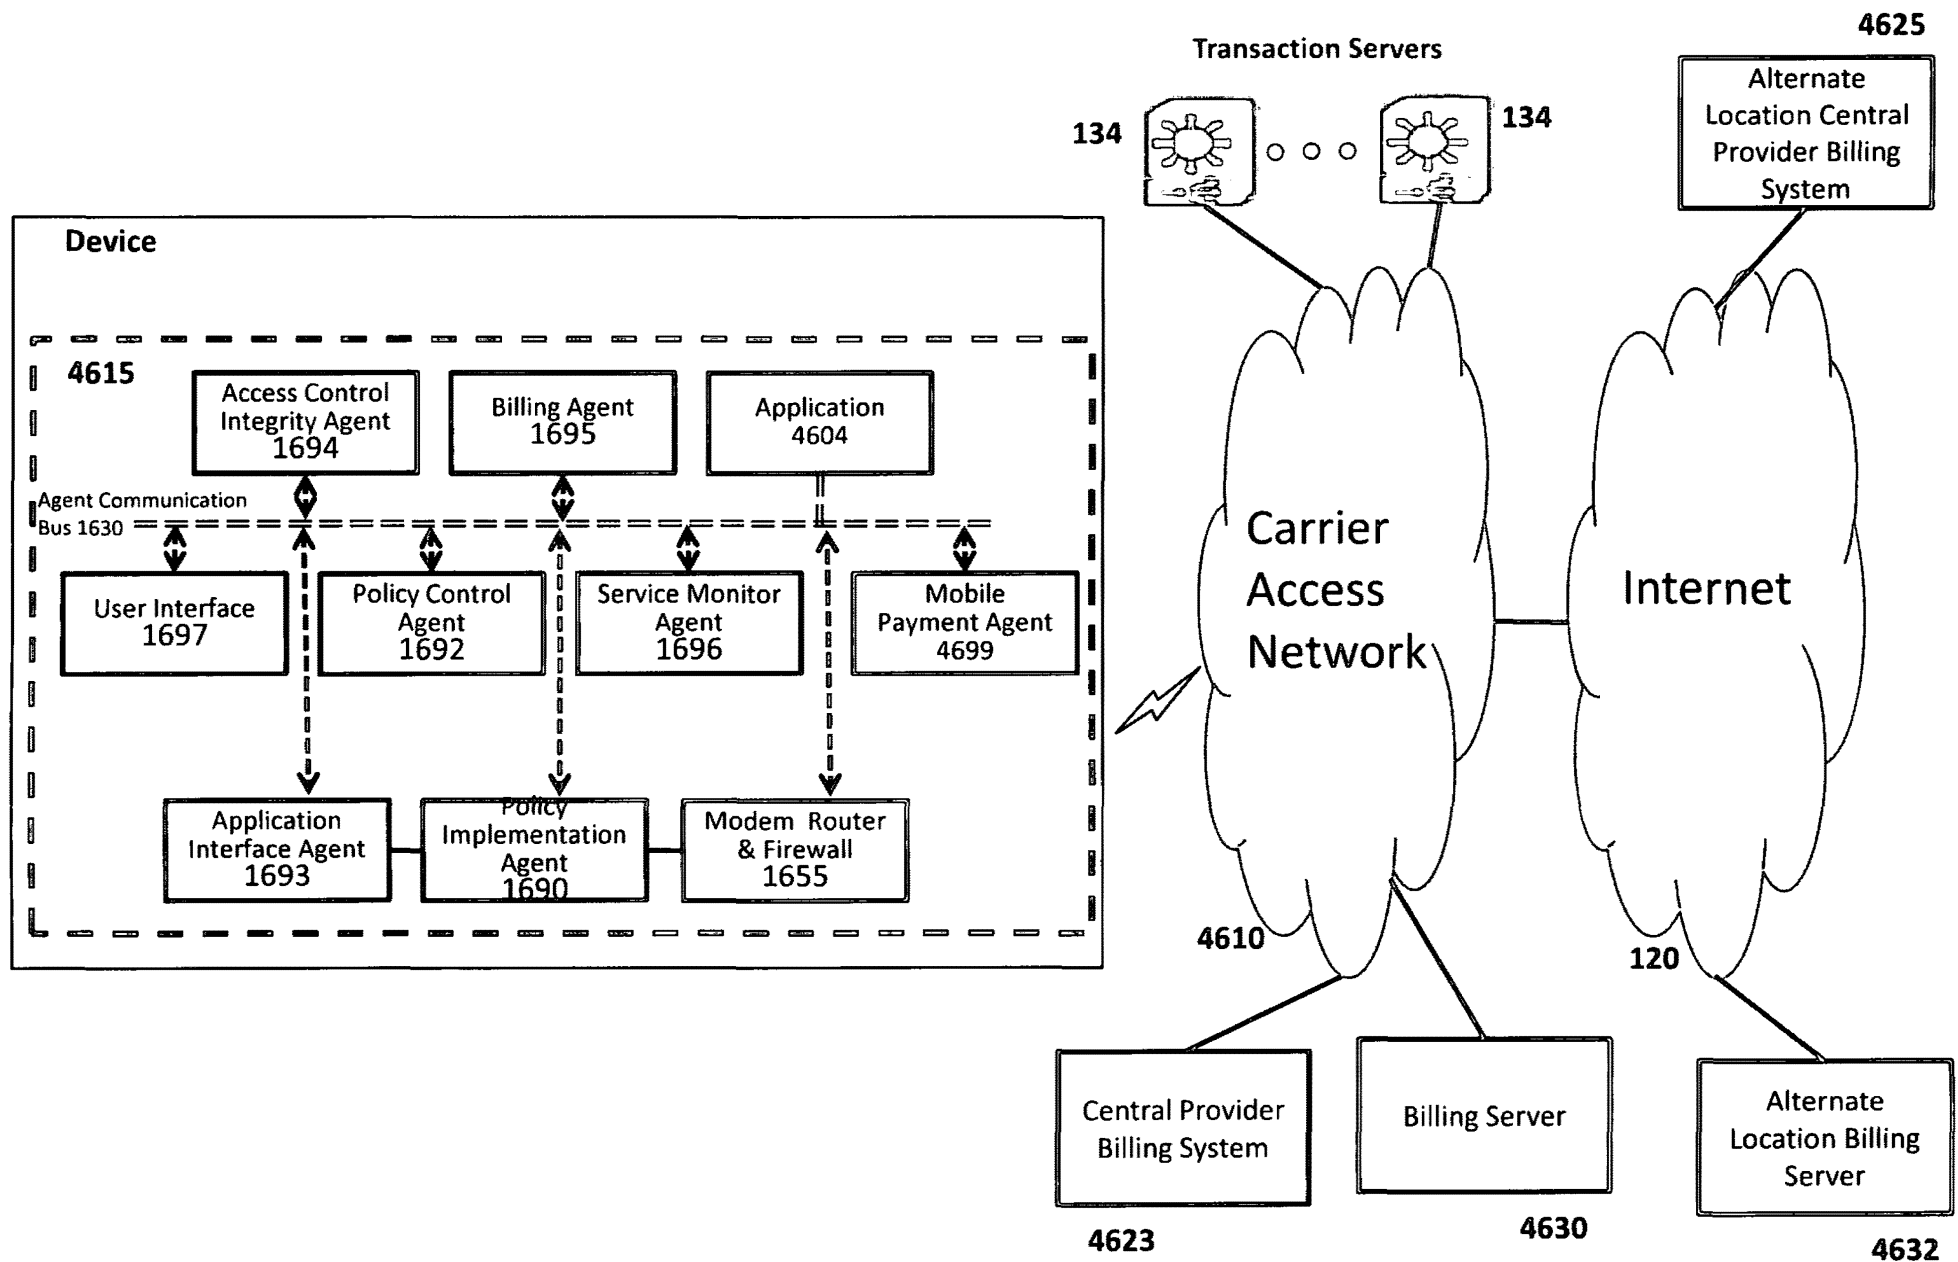 4625
Transaction Servers
Alternate
Location Central
Provider Billing
System
134
134
Device
4615
Access Control
Integrity Agent
1694
Billing Agent
1695
Application
4604
Agent Communication
Bus 1630
User Interface
1697
Policy Control
Agent
1692
Service Monitor
Agent
1696
Mobile
Payment Agent
4699
Carrier
Access
Network
Internet
Application
Interface Agent
1693
Policy
Implementation
Agent
1690
Modem Router
& Firewall
1655
4610
120
Central Provider
Billing System
Billing Server
Alternate
Location Billing
Server
4623
4630
4632